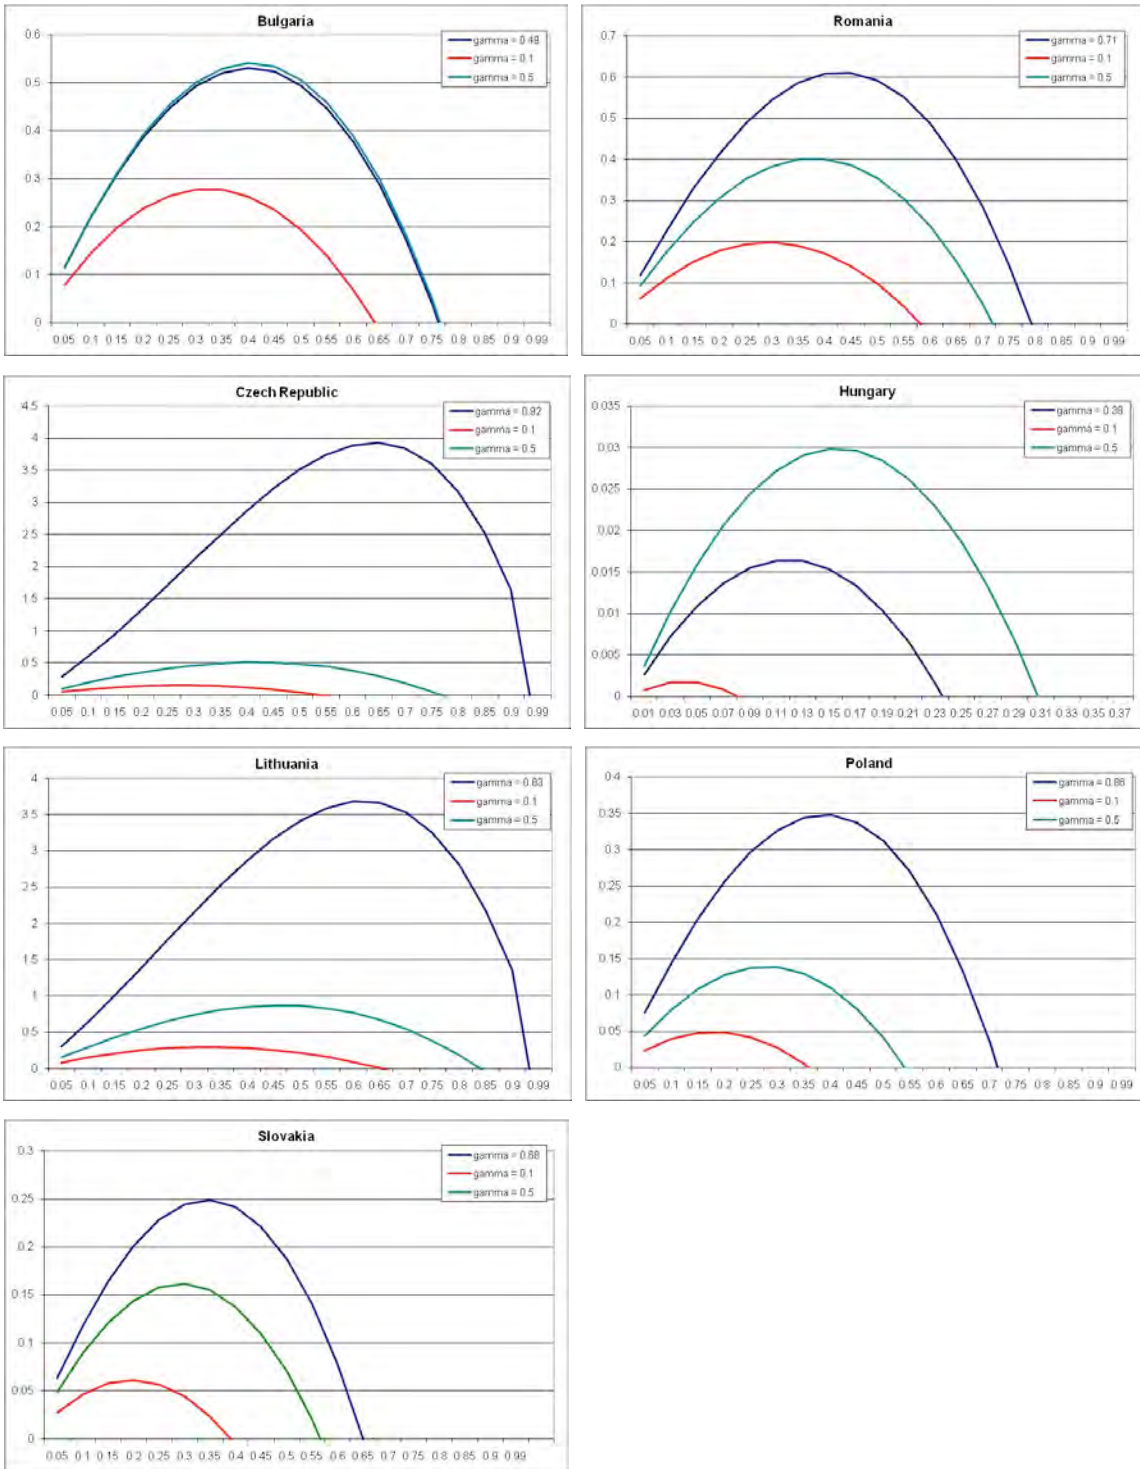 Bulgaria
gamma = 0.48
gamma = 0.1
gamma = 0.5
0.6
0.5
0.4
0.3
0.2
0.1
0
0.05 0.1 0.15 0.2 0.25 0.3 0.35 0.4 0.45 0.5 0.55 0.6 0.65 0.7 0.75 0.8 0.85 0.9 0.99
Romania
gamma = 0.71
gamma = 0.1
gamma = 0.5
0.7
0.6
0.5
0.4
0.3
0.2
0.1
0
0.05 0.1 0.15 0.2 0.25 0.3 0.35 0.4 0.45 0.5 0.55 0.6 0.65 0.7 0.75 0.8 0.85 0.9 0.99
Czech Republic
gamma = 0.92
gamma = 0.1
gamma = 0.5
4.5
4
3.5
3
2.5
2
1.5
1
0.5
0
0.05 0.1 0.15 0.2 0.25 0.3 0.35 0.4 0.45 0.5 0.55 0.6 0.65 0.7 0.75 0.8 0.85 0.9 0.99
Hungary
gamma = 0.38
gamma = 0.1
gamma = 0.5
0.035
0.03
0.025
0.02
0.015
0.01
0.005
0
0.01 0.03 0.05 0.07 0.09 0.11 0.13 0.15 0.17 0.19 0.21 0.23 0.25 0.27 0.29 0.31 0.33 0.35 0.37
Lithuania
gamma = 0.83
gamma = 0.1
gamma = 0.5
4
3.5
3
2.5
2
1.5
1
0.5
0
0.05 0.1 0.15 0.2 0.25 0.3 0.35 0.4 0.45 0.5 0.55 0.6 0.65 0.7 0.75 0.8 0.85 0.9 0.99
Poland
gamma = 0.86
gamma = 0.1
gamma = 0.5
0.4
0.35
0.3
0.25
0.2
0.15
0.1
0.05
0
0.05 0.1 0.15 0.2 0.25 0.3 0.35 0.4 0.45 0.5 0.55 0.6 0.65 0.7 0.75 0.8 0.85 0.9 0.99
Slovakia
gamma = 0.68
gamma = 0.1
gamma = 0.5
0.3
0.25
0.2
0.15
0.1
0.05
0
0.05 0.1 0.15 0.2 0.25 0.3 0.35 0.4 0.45 0.5 0.55 0.6 0.65 0.7 0.75 0.8 0.85 0.9 0.99